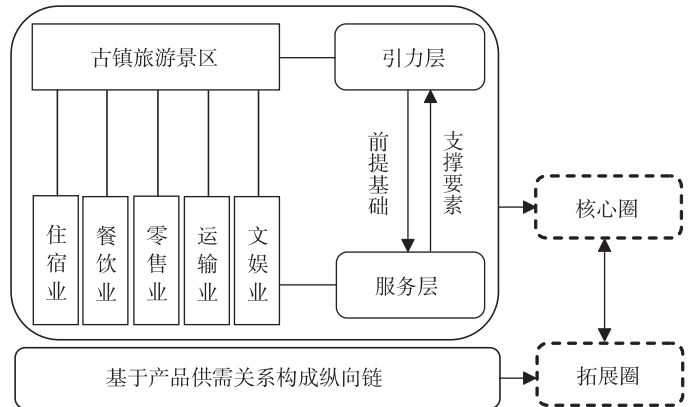 古镇旅游景区
引力层
前提基础
支撑要素
核心圈
住宿业
餐饮业
零售业
运输业
文娱业
服务层
基于产品供需关系构成纵向链
拓展圈